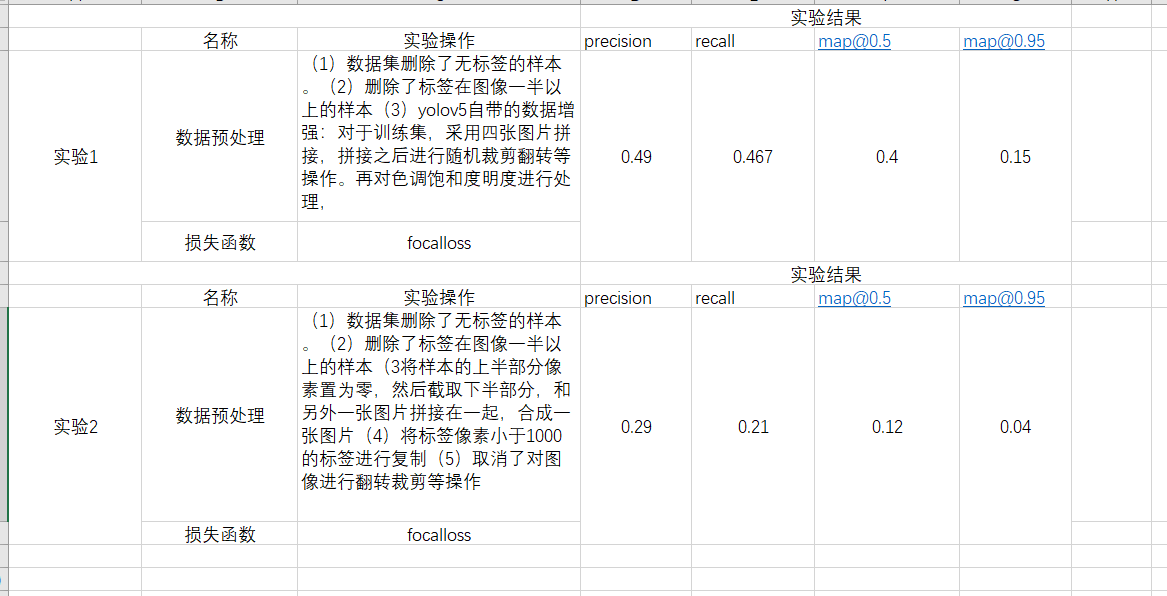 实验结果
名称 实验操作 precision recall map@0.5 map@0.95
实验1
数据预处理
（1）数据集删除了无标签的样本
。（2）删除了标签在图像一半以
上的样本（3）yolov5自带的数据增
强：对于训练集，采用四张图片拼
接，拼接之后进行随机裁剪翻转等
操作。再对色调饱和度明度进行处
理，
0.49 0.467 0.4 0.15
损失函数 focalloss
实验结果
名称 实验操作 precision recall map@0.5 map@0.95
实验2
数据预处理
（1）数据集删除了无标签的样本
。（2）删除了标签在图像一半以
上的样本（3将样本的上半部分像
素置为零，然后截取下半部分，和
另外一张图片拼接在一起，合成一
张图片（4）将标签像素小于1000
的标签进行复制（5）取消了对图
像进行翻转裁剪等操作
0.29 0.21 0.12 0.04
损失函数 focalloss